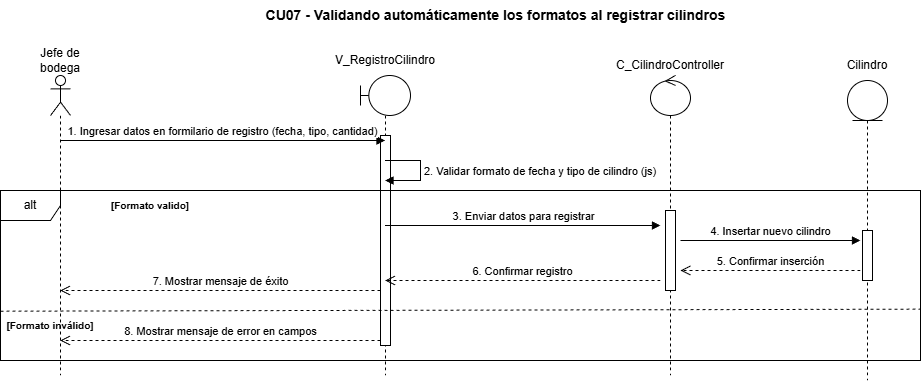 CU07 - Validando automáticamente los formatos al registrar cilindros
Jefe de
bodega
V_RegistroCilindro
C_CilindroController
Cilindro
1. Ingresar datos en formilario de registro (fecha, tipo, cantidad)
2. Validar formato de fecha y tipo de cilindro (js)
alt
[Formato valido]
3. Enviar datos para registrar
4. Insertar nuevo cilindro
5. Confirmar inserción
6. Confirmar registro
7. Mostrar mensaje de éxito
[Formato inválido]
8. Mostrar mensaje de error en campos